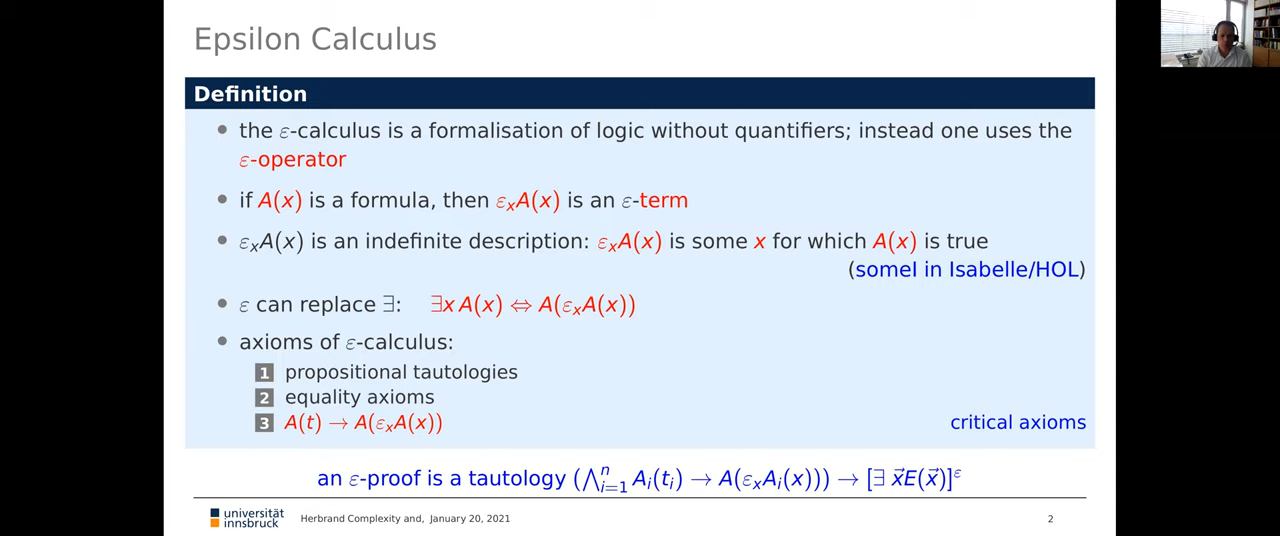 Epsilon Calculus
Definition
• the ε-calculus is a formalisation of logic without quantifiers; instead one uses the
ε-operator
• if A(x) is a formula, then εₓA(x) is an ε-term
• εₓA(x) is an indefinite description: εₓA(x) is some x for which A(x) is true
(someI in Isabelle/HOL)
• ε can replace ∃: ∃x A(x) ⇔ A(εₓA(x))
• axioms of ε-calculus:
1 propositional tautologies
2 equality axioms
3 A(t) → A(εₓA(x)) critical axioms
an ε-proof is a tautology (⋀ⁿᵢ₌₁ Aᵢ(tᵢ) → A(εₓAᵢ(x))) → [∃ x⃗E(x⃗)]^ε
universität
innsbruck
Herbrand Complexity and, January 20, 2021
2